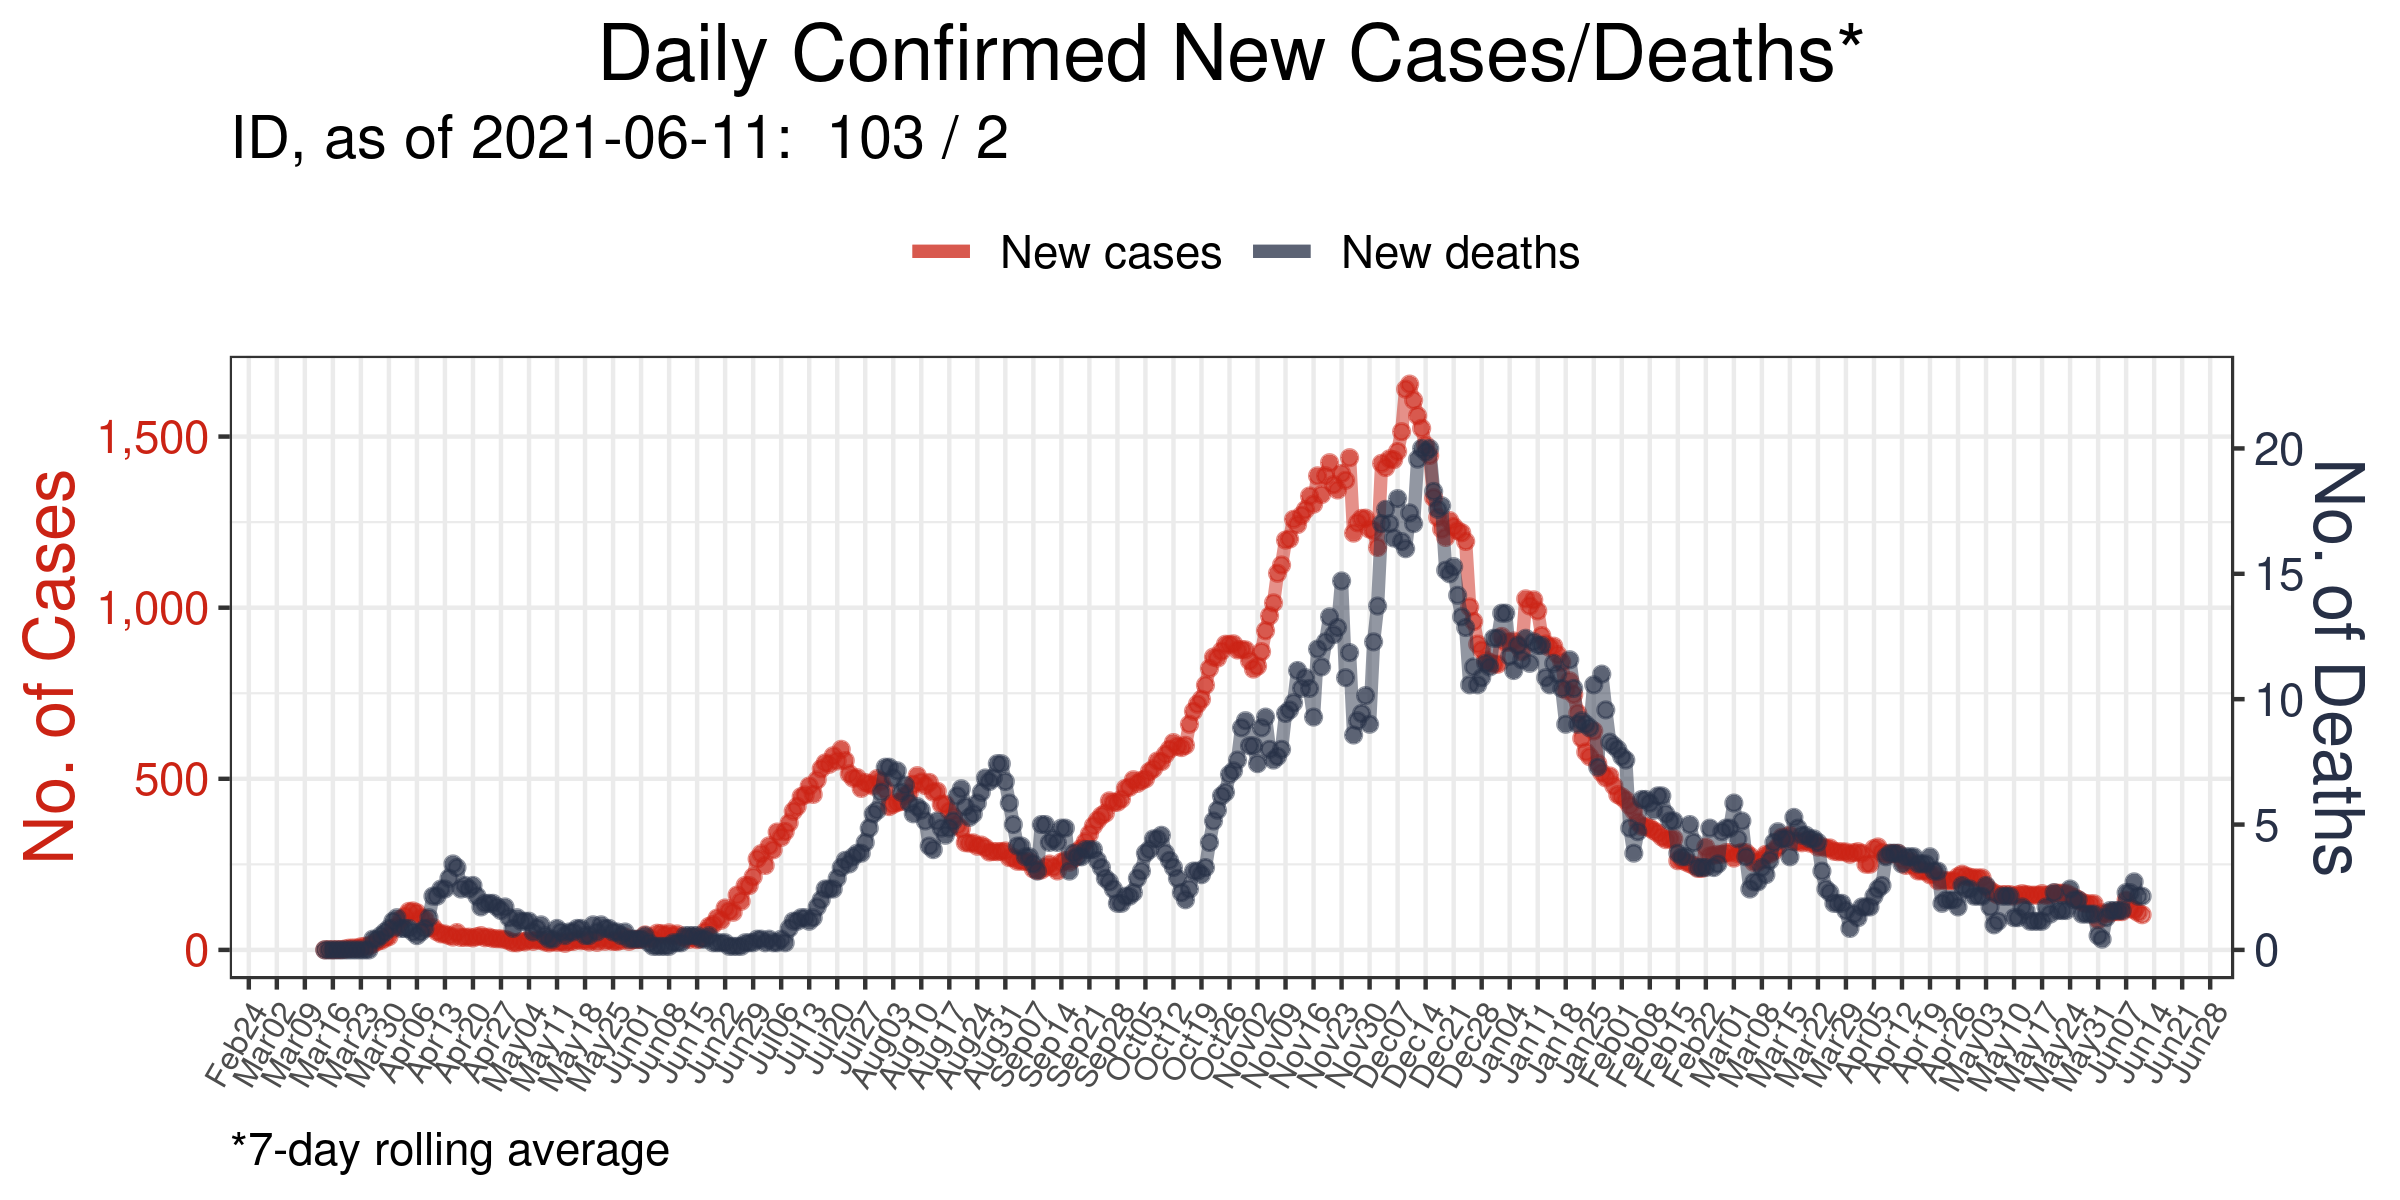 Daily Confirmed New Cases/Deaths*
ID, as of 2021-06-11:  103 / 2
New cases
New deaths
No. of Cases
1,500
1,000
500
0
20
15
10
5
0
No. of Deaths
Feb24
Mar02
Mar09
Mar16
Mar23
Mar30
Apr06
Apr13
Apr20
Apr27
May04
May11
May18
May25
Jun01
Jun08
Jun15
Jun22
Jun29
Jul06
Jul13
Jul20
Jul27
Aug03
Aug10
Aug17
Aug24
Aug31
Sep07
Sep14
Sep21
Sep28
Oct05
Oct12
Oct19
Oct26
Nov02
Nov09
Nov16
Nov23
Nov30
Dec07
Dec14
Dec21
Dec28
Jan04
Jan11
Jan18
Jan25
Feb01
Feb08
Feb15
Feb22
Mar01
Mar08
Mar15
Mar22
Mar29
Apr05
Apr12
Apr19
Apr26
May03
May10
May17
May24
May31
Jun07
Jun14
Jun21
Jun28
*7-day rolling average